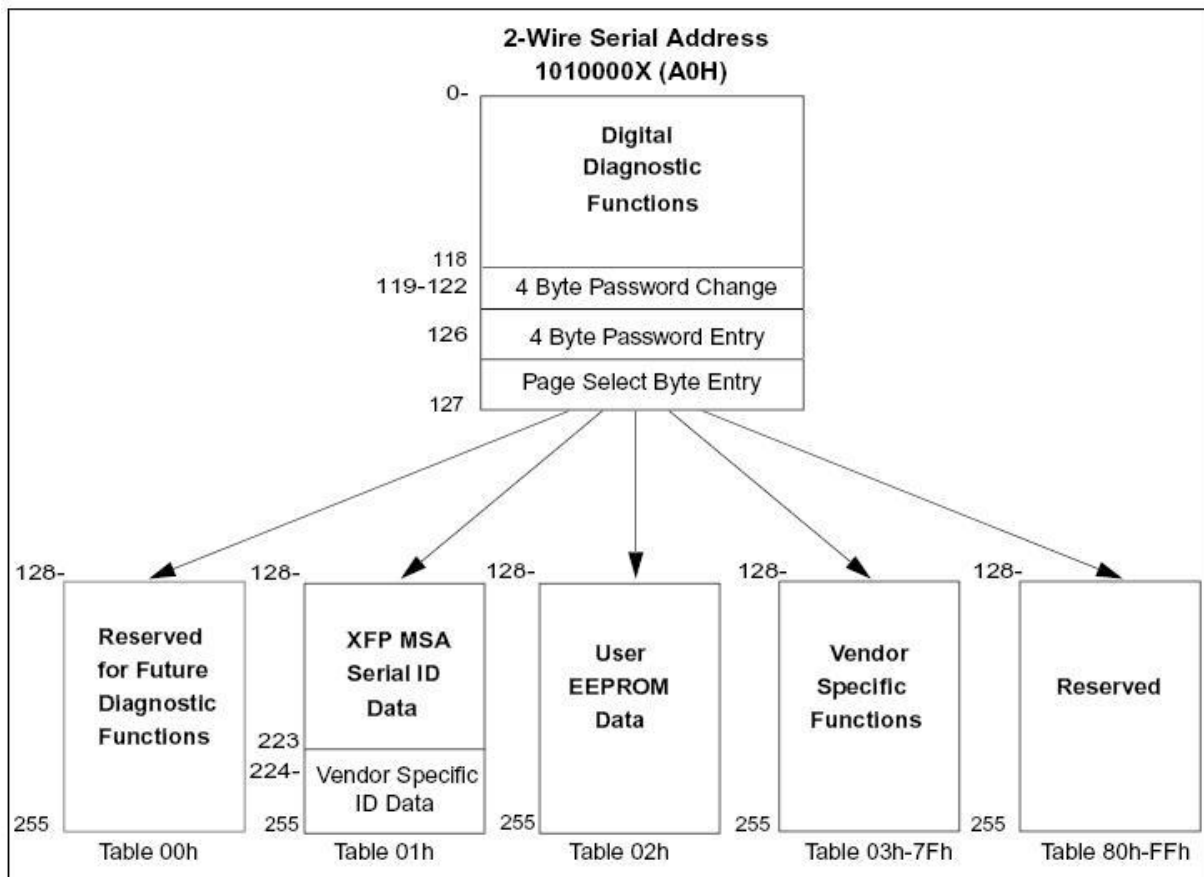 2-Wire Serial Address
1010000X (A0H)
0-
Digital
Diagnostic
Functions
118
119-122
4 Byte Password Change
126
4 Byte Password Entry
Page Select Byte Entry
127
128-
Reserved
for Future
Diagnostic
Functions
255
Table 00h
128-
XFP MSA
Serial ID
Data
223
224-
Vendor Specific
ID Data
255
Table 01h
128-
User
EEPROM
Data
255
Table 02h
128-
Vendor
Specific
Functions
255
Table 03h-7Fh
128-
Reserved
255
Table 80h-FFh